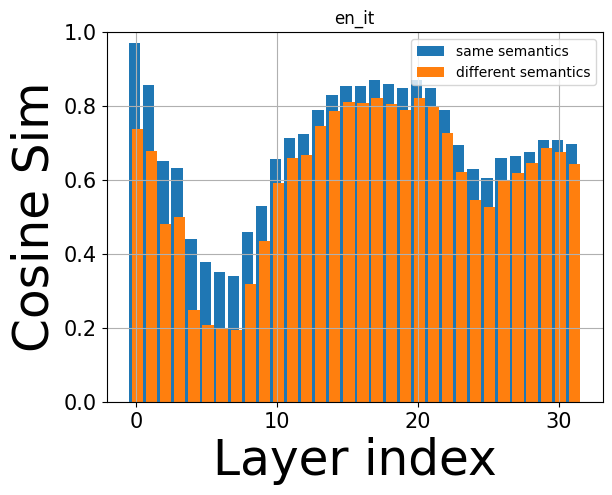 en_it
same semantics
different semantics
Cosine Sim
1.0
0.8
0.6
0.4
0.2
0.0
0 10 20 30
Layer index